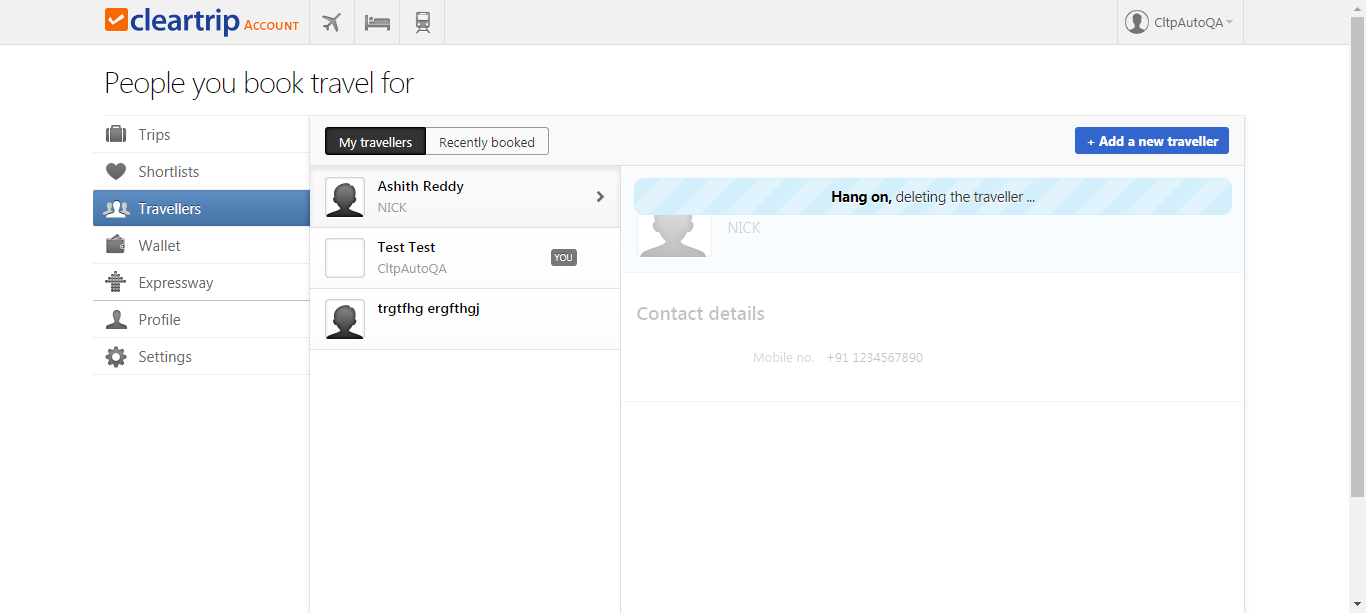 cleartrip ACCOUNT
CltpAutoQA
People you book travel for
Trips
Shortlists
Travellers
Wallet
Expressway
Profile
Settings
My travellers
Recently booked
+ Add a new traveller
Ashith Reddy
NICK
Test Test
CltpAutoQA
YOU
trgtfhg ergfthgj
Hang on, deleting the traveller ...
NICK
Contact details
Mobile no. +91 1234567890